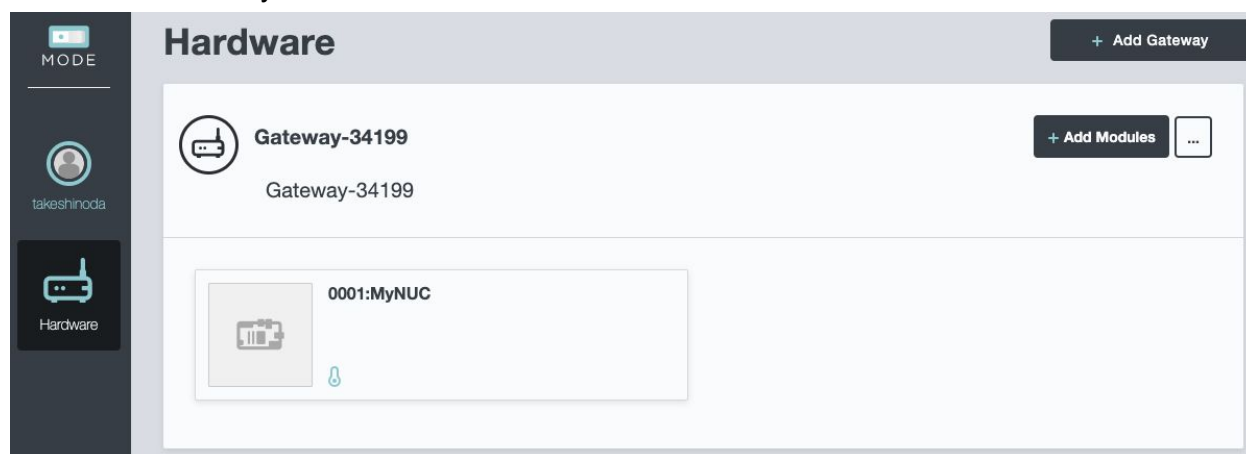 MODE
takeshinoda
Hardware
Hardware
+ Add Gateway
Gateway-34199
Gateway-34199
+ Add Modules
...
0001:MyNUC